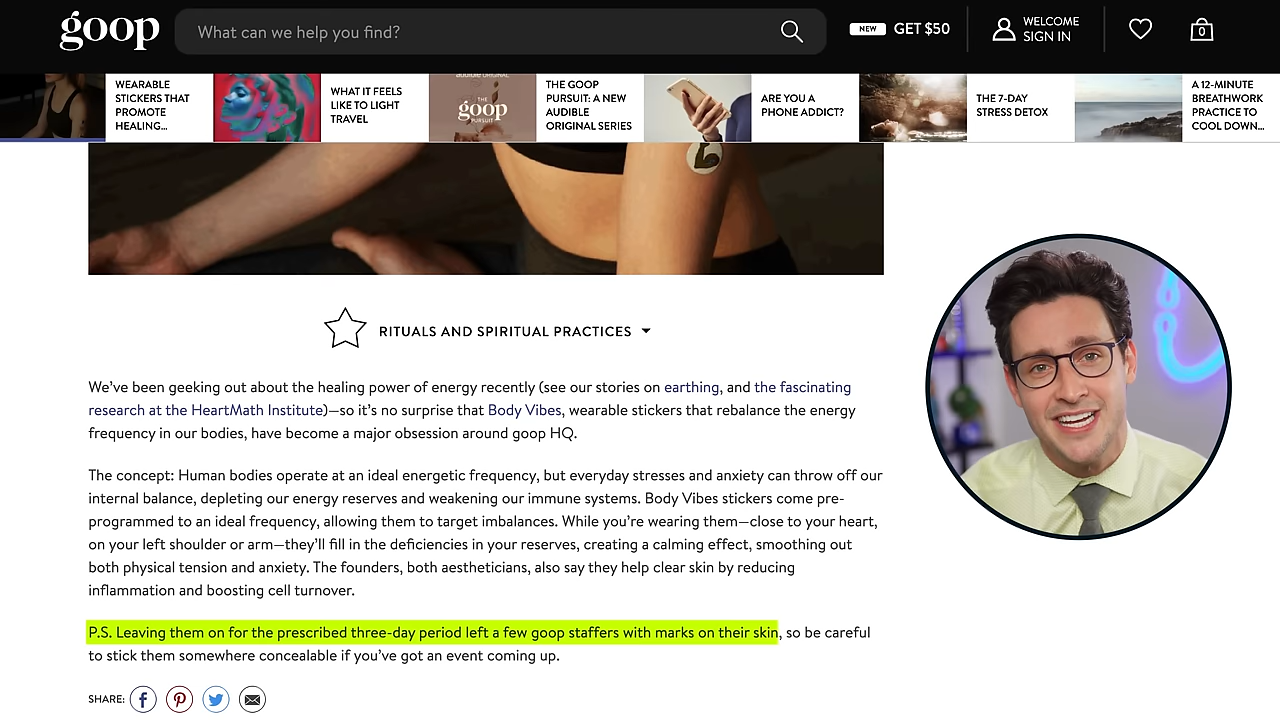 goop
What can we help you find?
NEW GET $50
WELCOME
SIGN IN
0
WEARABLE
STICKERS THAT
PROMOTE
HEALING...
WHAT IT FEELS
LIKE TO LIGHT
TRAVEL
audible ORIGINAL
THE
goop
PURSUIT
THE GOOP
PURSUIT: A NEW
AUDIBLE
ORIGINAL SERIES
ARE YOU A
PHONE ADDICT?
THE 7-DAY
STRESS DETOX
A 12-MINUTE
BREATHWORK
PRACTICE TO
COOL DOWN...
RITUALS AND SPIRITUAL PRACTICES
We’ve been geeking out about the healing power of energy recently (see our stories on earthing, and the fascinating
research at the HeartMath Institute)—so it’s no surprise that Body Vibes, wearable stickers that rebalance the energy
frequency in our bodies, have become a major obsession around goop HQ.
The concept: Human bodies operate at an ideal energetic frequency, but everyday stresses and anxiety can throw off our
internal balance, depleting our energy reserves and weakening our immune systems. Body Vibes stickers come pre-
programmed to an ideal frequency, allowing them to target imbalances. While you’re wearing them—close to your heart,
on your left shoulder or arm—they’ll fill in the deficiencies in your reserves, creating a calming effect, smoothing out
both physical tension and anxiety. The founders, both aestheticians, also say they help clear skin by reducing
inflammation and boosting cell turnover.
P.S. Leaving them on for the prescribed three-day period left a few goop staffers with marks on their skin, so be careful
to stick them somewhere concealable if you’ve got an event coming up.
SHARE: